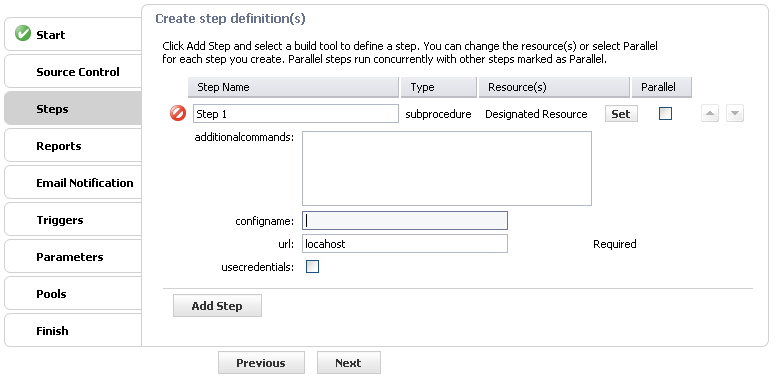 Create step definition(s)
Start
Source Control
Steps
Reports
Email Notification
Triggers
Parameters
Pools
Finish
Click Add Step and select a build tool to define a step. You can change the resource(s) or select Parallel
for each step you create. Parallel steps run concurrently with other steps marked as Parallel.
Step Name Type Resource(s) Parallel
Step 1 subprocedure Designated Resource Set
additionalcommands:
configname:
url: locahost Required
usecredentials:
Add Step
Previous Next